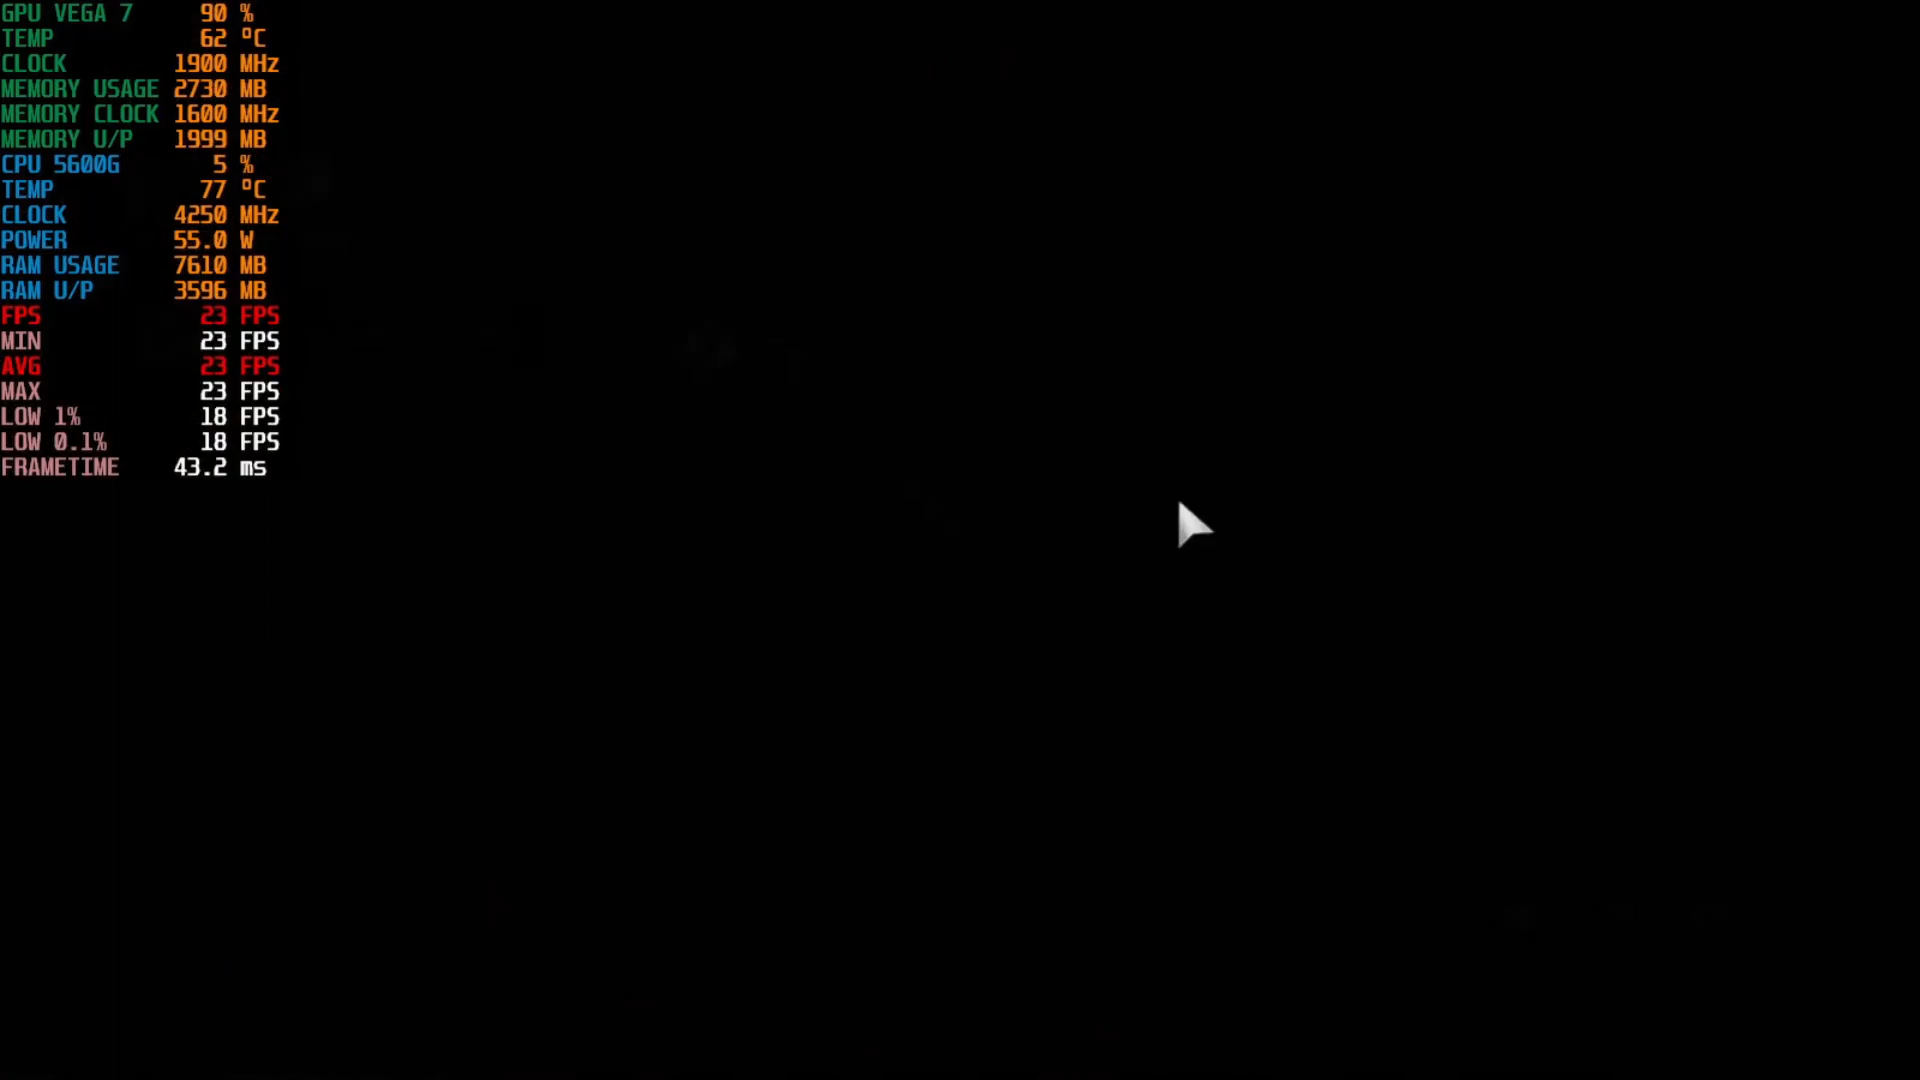 GPU VEGA 7 90 %
TEMP 62 ºC
CLOCK 1900 MHz
MEMORY USAGE 2730 MB
MEMORY CLOCK 1600 MHz
MEMORY U/P 1999 MB
CPU 5600G 5 %
TEMP 77 ºC
CLOCK 4250 MHz
POWER 55.0 W
RAM USAGE 7610 MB
RAM U/P 3596 MB
FPS 23 FPS
MIN 23 FPS
AVG 23 FPS
MAX 23 FPS
LOW 1% 18 FPS
LOW 0.1% 18 FPS
FRAMETIME 43.2 ms